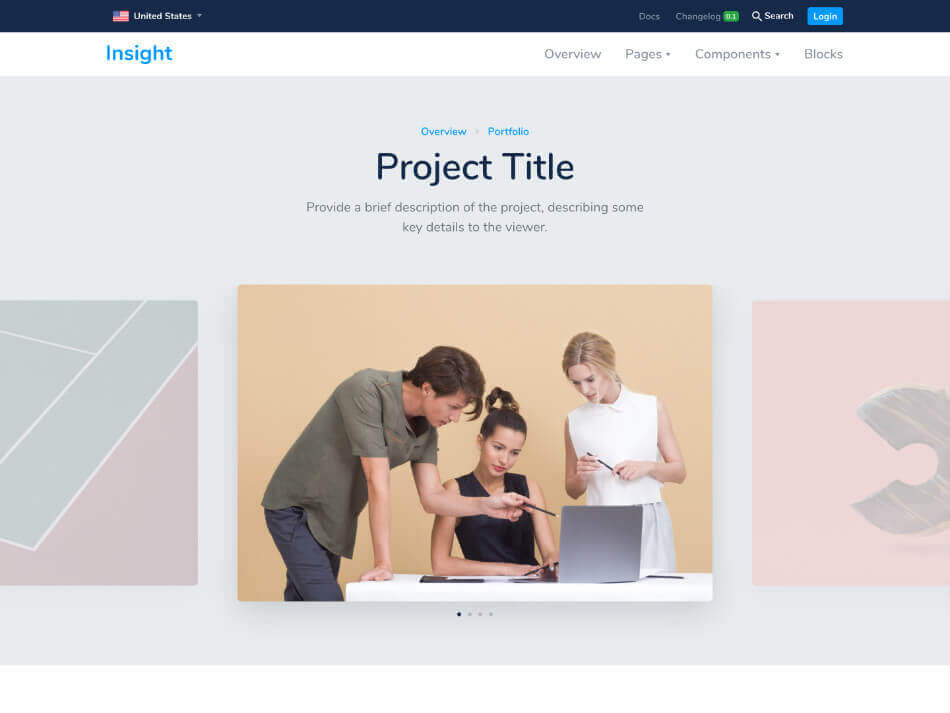 United States
Docs
Changelog 0.1
Search
Login
Insight
Overview
Pages
Components
Blocks
Overview
Portfolio
Project Title
Provide a brief description of the project, describing some
key details to the viewer.